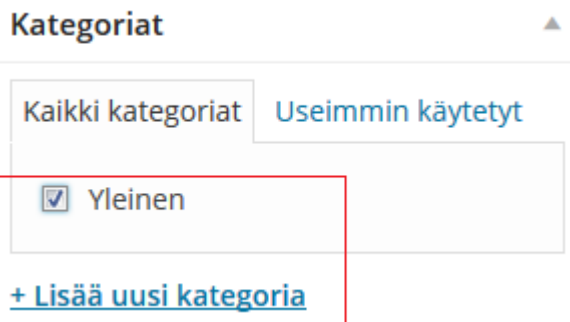 Kategoriat
Kaikki kategoriat Useimmin käytetyt
Yleinen
+ Lisää uusi kategoria